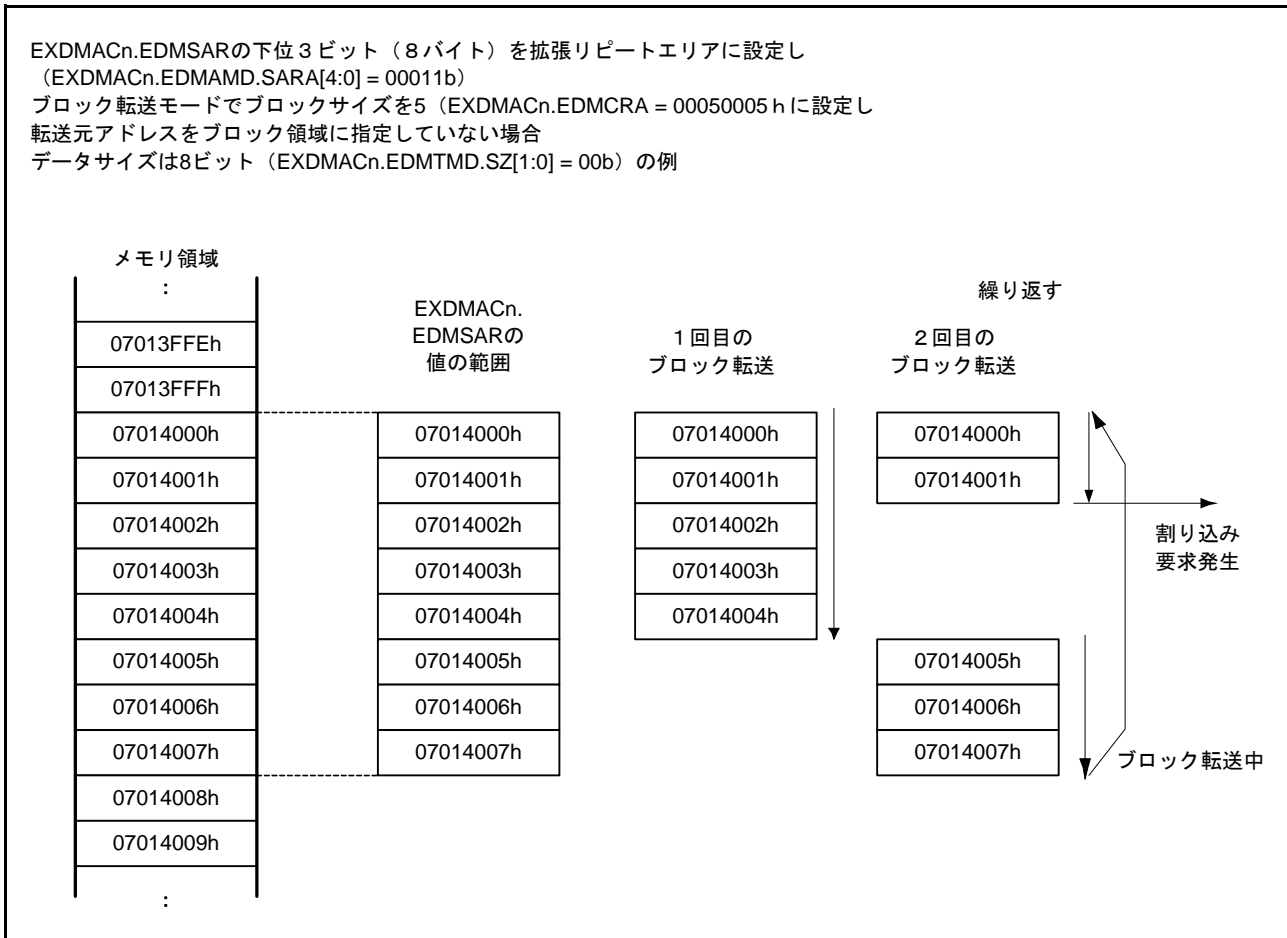 EXDMACn.EDMSARの下位３ビット（８バイト）を拡張リピートエリアに設定し
（EXDMACn.EDMAMD.SARA[4:0] = 00011b）
ブロック転送モードでブロックサイズを5（EXDMACn.EDMCRA = 00050005ｈに設定し
転送元アドレスをブロック領域に指定していない場合
データサイズは8ビット（EXDMACn.EDMTMD.SZ[1:0] = 00b）の例
メモリ領域
:
07013FFEh
07013FFFh
07014000h
07014001h
07014002h
07014003h
07014004h
07014005h
07014006h
07014007h
07014008h
07014009h
:
EXDMACn.
EDMSARの
値の範囲
07014000h
07014001h
07014002h
07014003h
07014004h
07014005h
07014006h
07014007h
１回目の
ブロック転送
07014000h
07014001h
07014002h
07014003h
07014004h
繰り返す
２回目の
ブロック転送
07014000h
07014001h
07014005h
07014006h
07014007h
割り込み
要求発生
ブロック転送中